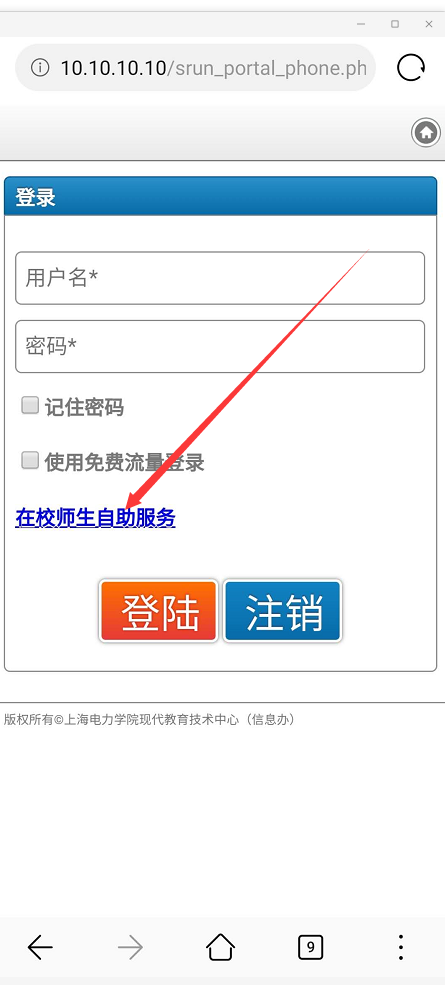 10.10.10.10/srun_portal_phone.ph
登录
用户名*
密码*
记住密码
使用免费流量登录
在校师生自助服务
登陆 注销
版权所有©上海电力学院现代教育技术中心（信息办）
9